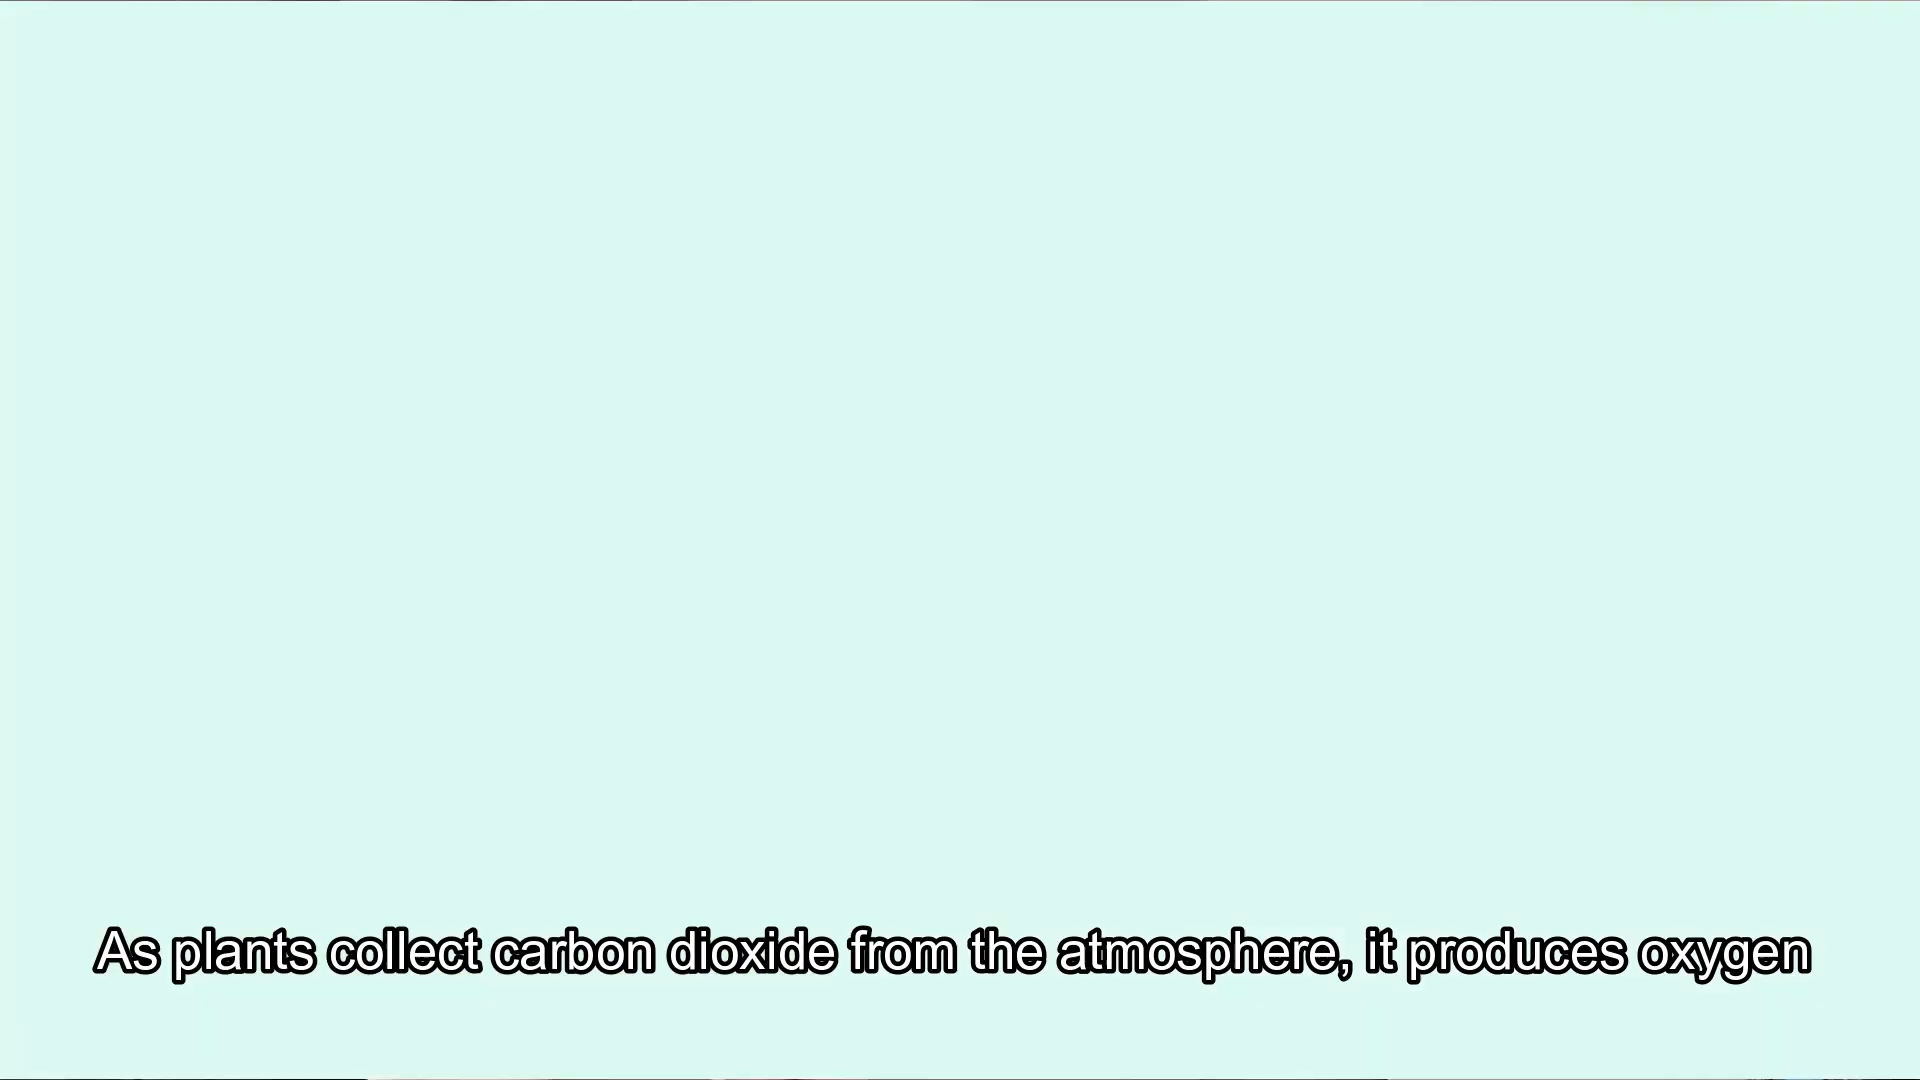 As plants collect carbon dioxide from the atmosphere, it produces oxygen